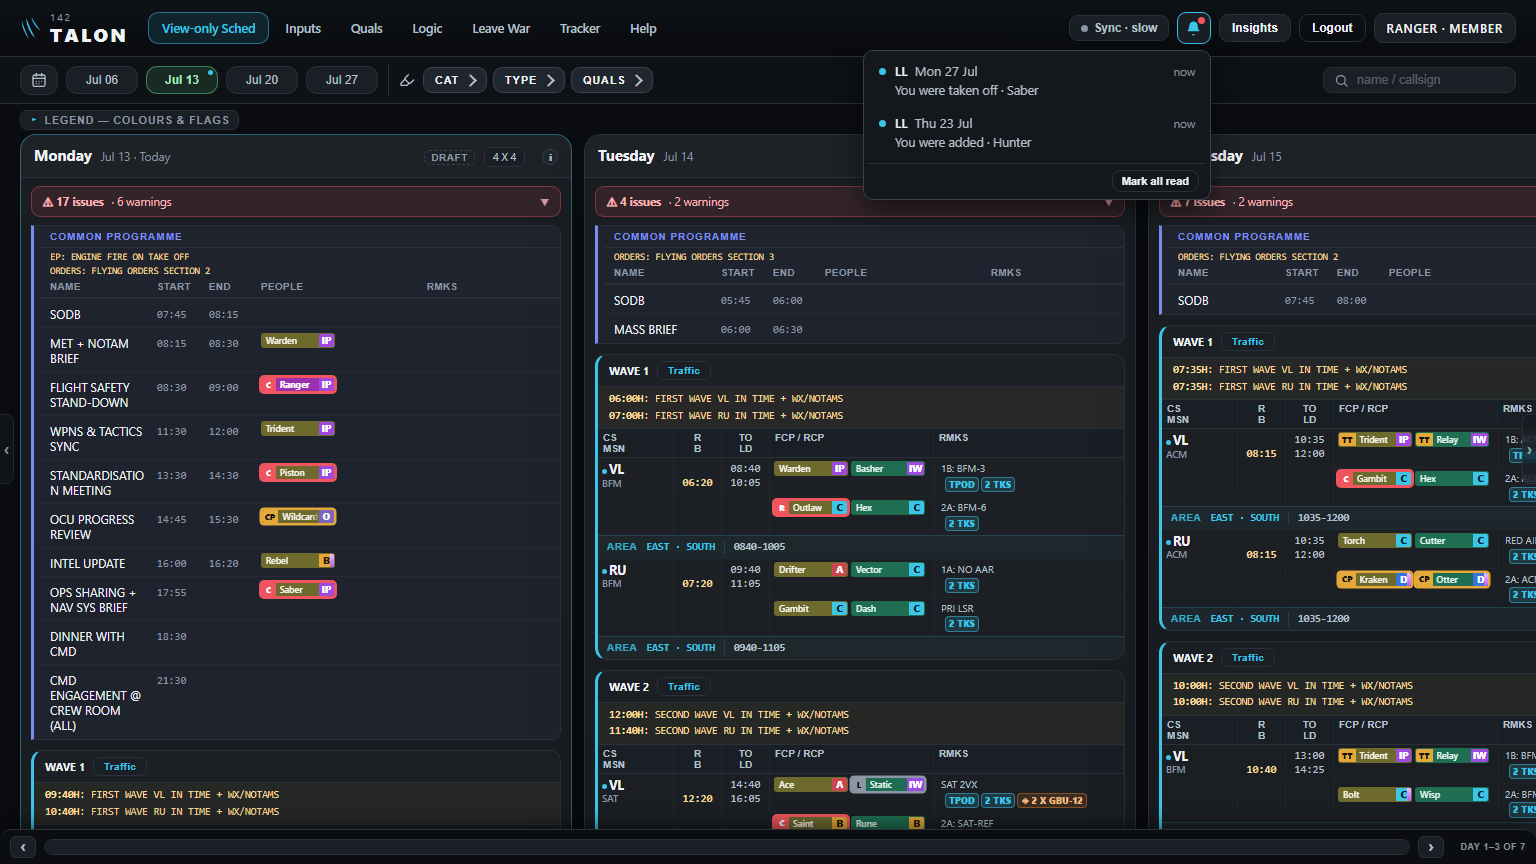 142
TALON
View-only Sched
Inputs
Quals
Logic
Leave War
Tracker
Help
Sync · slow
Insights
Logout
RANGER · MEMBER
Jul 06
Jul 13
Jul 20
Jul 27
CAT
TYPE
QUALS
name / callsign
LL Mon 27 Jul now
You were taken off · Saber
LL Thu 23 Jul now
You were added · Hunter
Mark all read
LEGEND — COLOURS & FLAGS
Monday Jul 13 · Today
DRAFT
4X4
i
17 issues · 6 warnings
COMMON PROGRAMME
EP: ENGINE FIRE ON TAKE OFF
ORDERS: FLYING ORDERS SECTION 2
NAME START END PEOPLE RMKS
SODB 07:45 08:15
MET + NOTAM BRIEF 08:15 08:30 Warden IP
FLIGHT SAFETY STAND-DOWN 08:30 09:00 C Ranger IP
WPNS & TACTICS SYNC 11:30 12:00 Trident IP
STANDARDISATIO
N MEETING 13:30 14:30 C Piston IP
OCU PROGRESS REVIEW 14:45 15:30 CP Wildcard O
INTEL UPDATE 16:00 16:20 Rebel B
OPS SHARING + NAV SYS BRIEF 17:55 C Saber IP
DINNER WITH CMD 18:30
CMD ENGAGEMENT @ CREW ROOM (ALL) 21:30
WAVE 1 Traffic
09:40H: FIRST WAVE VL IN TIME + WX/NOTAMS
10:40H: FIRST WAVE RU IN TIME + WX/NOTAMS
Tuesday Jul 14
4 issues · 2 warnings
COMMON PROGRAMME
ORDERS: FLYING ORDERS SECTION 3
NAME START END PEOPLE RMKS
SODB 05:45 06:00
MASS BRIEF 06:00 06:30
WAVE 1 Traffic
06:00H: FIRST WAVE VL IN TIME + WX/NOTAMS
07:00H: FIRST WAVE RU IN TIME + WX/NOTAMS
CS MSN R B TO LD FCP / RCP RMKS
VL BFM 06:20 08:40 10:05 Warden IP Basher IW 1B: BFM-3
TPOD 2 TKS
R Outlaw C Hex C 2A: BFM-6
2 TKS
AREA EAST · SOUTH 0840-1005
RU BFM 07:20 09:40 11:05 Drifter A Vector C 1A: NO AAR
2 TKS
Gambit C Dash C PRI LSR
2 TKS
AREA EAST · SOUTH 0940-1105
WAVE 2 Traffic
12:00H: SECOND WAVE VL IN TIME + WX/NOTAMS
11:40H: SECOND WAVE RU IN TIME + WX/NOTAMS
CS MSN R B TO LD FCP / RCP RMKS
VL SAT 12:20 14:40 16:05 Ace A L Static IW SAT 2VX
TPOD 2 TKS 2 X GBU-12
C Saint B Rune B 2A: SAT-REF
sday Jul 15
7 issues · 2 warnings
COMMON PROGRAMME
ORDERS: FLYING ORDERS SECTION 2
NAME START END PEOPLE
SODB 07:45 08:00
WAVE 1 Traffic
07:35H: FIRST WAVE VL IN TIME + WX/NOTAMS
07:35H: FIRST WAVE RU IN TIME + WX/NOTAMS
CS MSN R B TO LD FCP / RCP RMKS
VL ACM 08:15 10:35 12:00 TT Trident IP TT Relay IW 1B:
C Gambit C Hex C 2A:
2 TKS
AREA EAST · SOUTH 1035-1200
RU ACM 08:15 10:35 12:00 Torch C Cutter C RED AI
2 TKS
CP Kraken D CP Otter D 2A: AC
2 TKS
AREA EAST · SOUTH 1035-1200
WAVE 2 Traffic
10:00H: SECOND WAVE VL IN TIME + WX/NOTAMS
10:00H: SECOND WAVE RU IN TIME + WX/NOTAMS
CS MSN R B TO LD FCP / RCP RMKS
VL BFM 10:40 13:00 14:25 TT Trident IP TT Relay IW 1B: BFM
2 TKS
Bolt C Wisp C 2A: BFM
2 TKS
DAY 1–3 OF 7